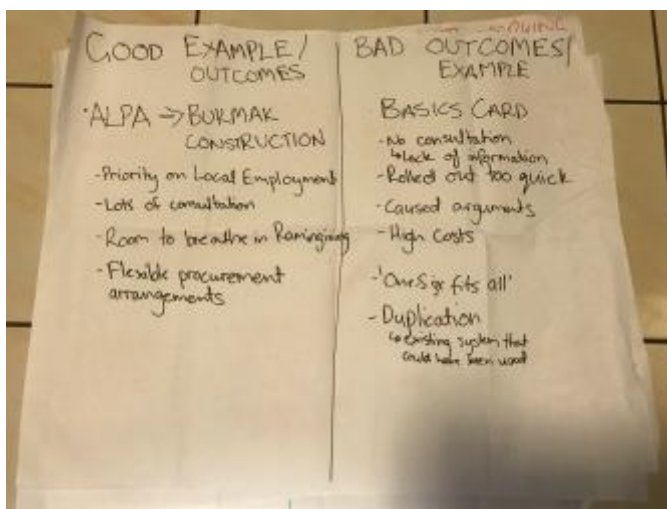 GOOD EXAMPLE/
OUTCOMES
·ALPA → BUKMAK
CONSTRUCTION
-Priority on Local Employment
-Lots of consultation
-Room to breathe in Ramingining
-Flexible procurement
arrangements
BAD OUTCOMES/
EXAMPLE
BASICS CARD
-No consultation
↳lack of information
-Rolled out too quick
-Caused arguments
-High Costs
-'One Size fits all'
-Duplication
↳existing system that
could have been used